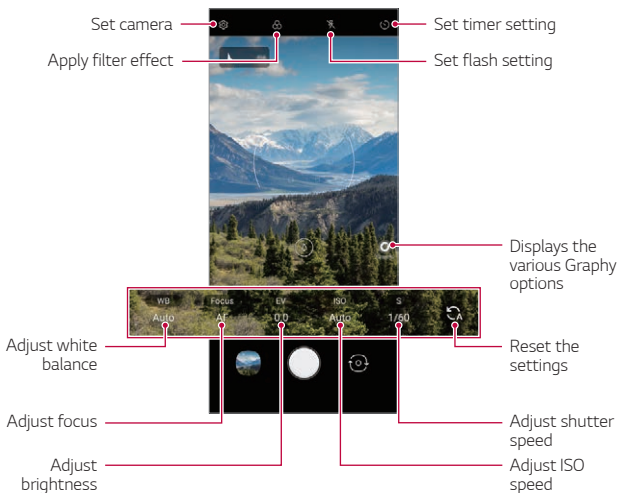 Set camera
Set timer setting
Apply filter effect
Set flash setting
Displays the
various Graphy
options
WB Focus EV ISO S
Auto AF 0.0 Auto 1/60
Adjust white
balance
Reset the
settings
Adjust focus
Adjust shutter
speed
Adjust
brightness
Adjust ISO
speed